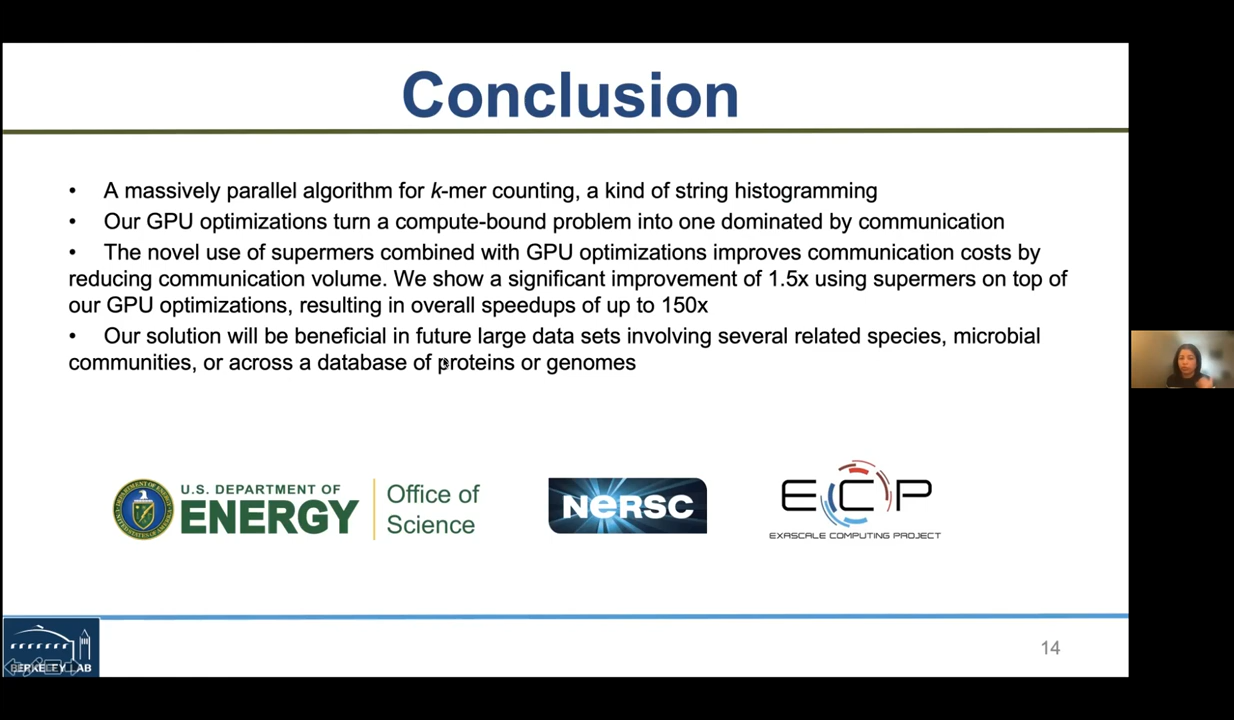 Conclusion
• A massively parallel algorithm for k-mer counting, a kind of string histogramming
• Our GPU optimizations turn a compute-bound problem into one dominated by communication
• The novel use of supermers combined with GPU optimizations improves communication costs by
reducing communication volume. We show a significant improvement of 1.5x using supermers on top of
our GPU optimizations, resulting in overall speedups of up to 150x
• Our solution will be beneficial in future large data sets involving several related species, microbial
communities, or across a database of proteins or genomes
U.S. DEPARTMENT OF
ENERGY
Office of
Science
NERSC
ECP
EXASCALE COMPUTING PROJECT
BERKELEY LAB
14